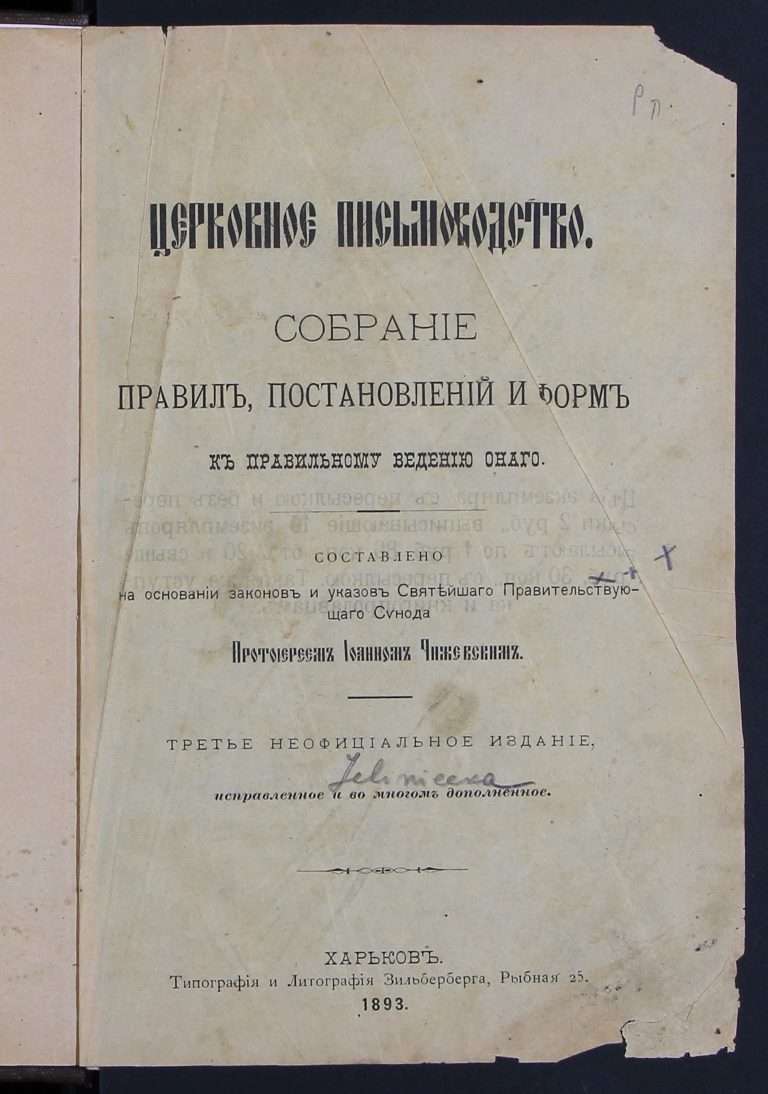 Р п
ЦЕРКОВНОЕ ПИСЬМОВОДСТВО.
СОБРАНІЕ
ПРАВИЛЪ, ПОСТАНОВЛЕНІЙ И ФОРМЪ
КЪ ПРАВИЛЬНОМУ ВЕДЕНІЮ ОНАГО.
СОСТАВЛЕНО
на основаніи законовъ и указовъ Святѣйшаго Правительствую-
щаго Сѵнода
Протоіереемъ Іоанномъ Чижевскимъ.
ТРЕТЬЕ НЕОФИЦІАЛЬНОЕ ИЗДАНІЕ,
исправленное и во многомъ дополненное.
ХАРЬКОВЪ.
Типографія и Литографія Зильберберга, Рыбная 25.
1893.